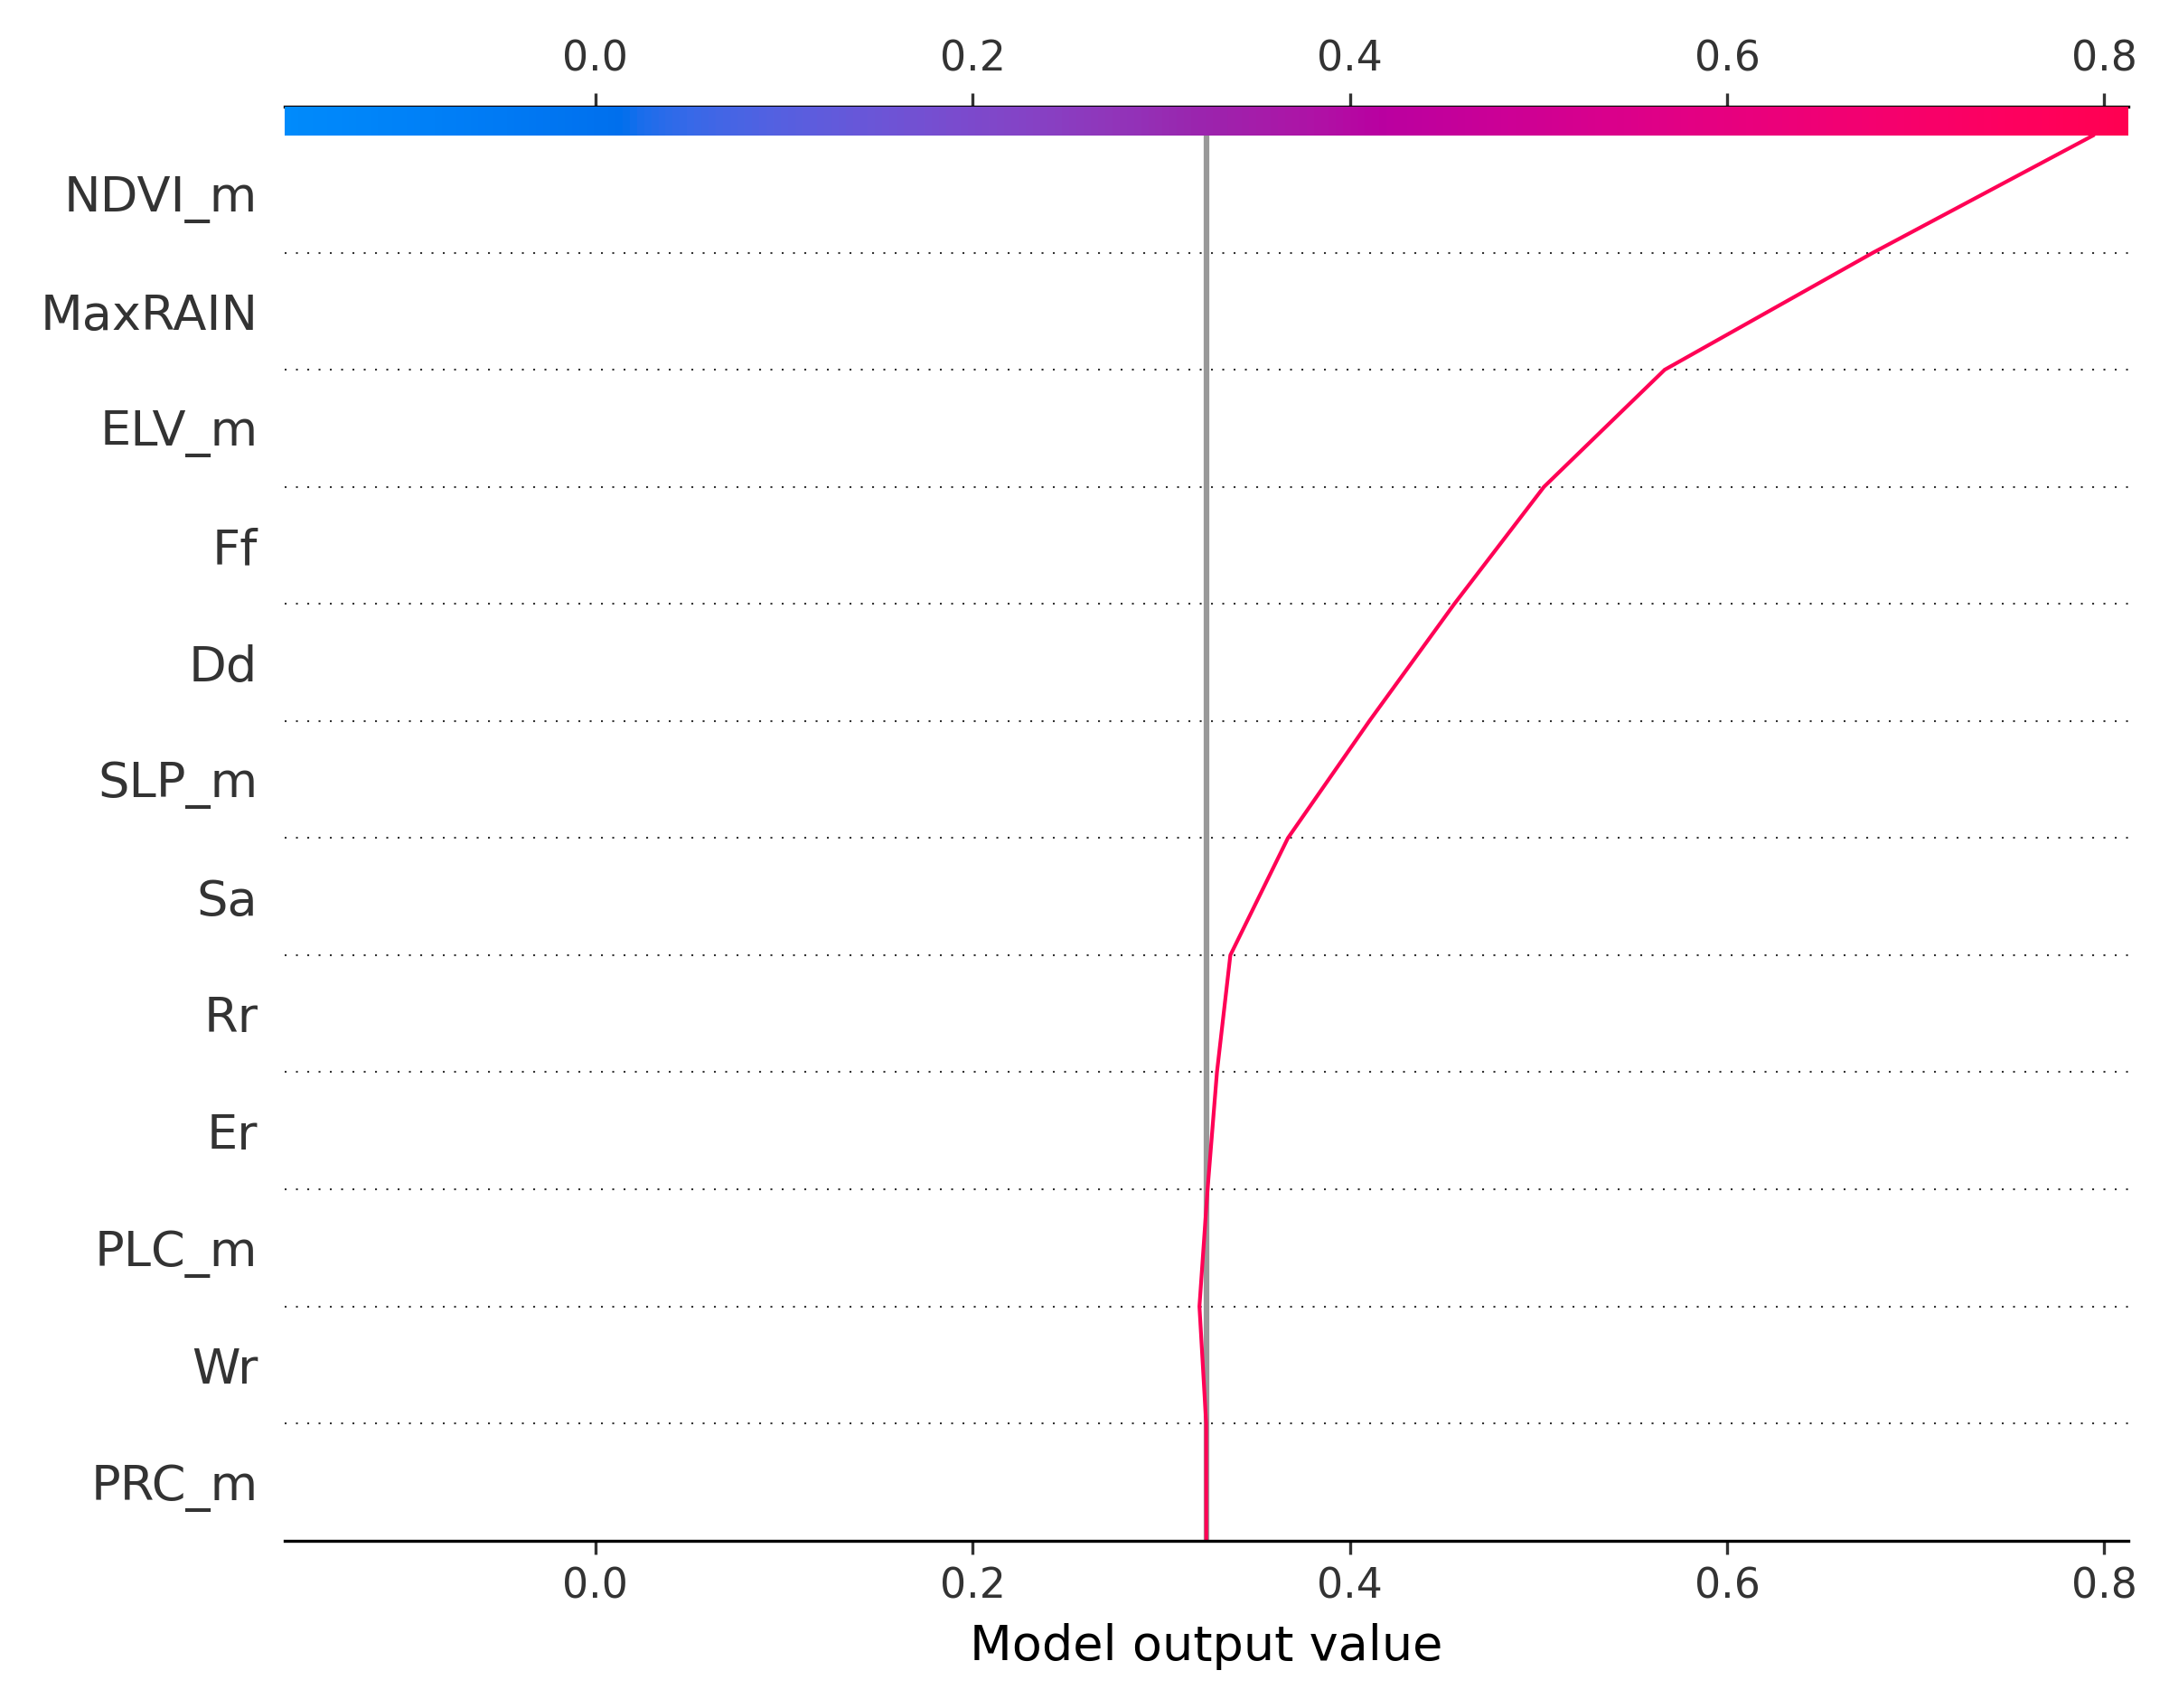 0.0 0.2 0.4 0.6 0.8
NDVI_m
MaxRAIN
ELV_m
Ff
Dd
SLP_m
Sa
Rr
Er
PLC_m
Wr
PRC_m
0.0 0.2 0.4 0.6 0.8
Model output value